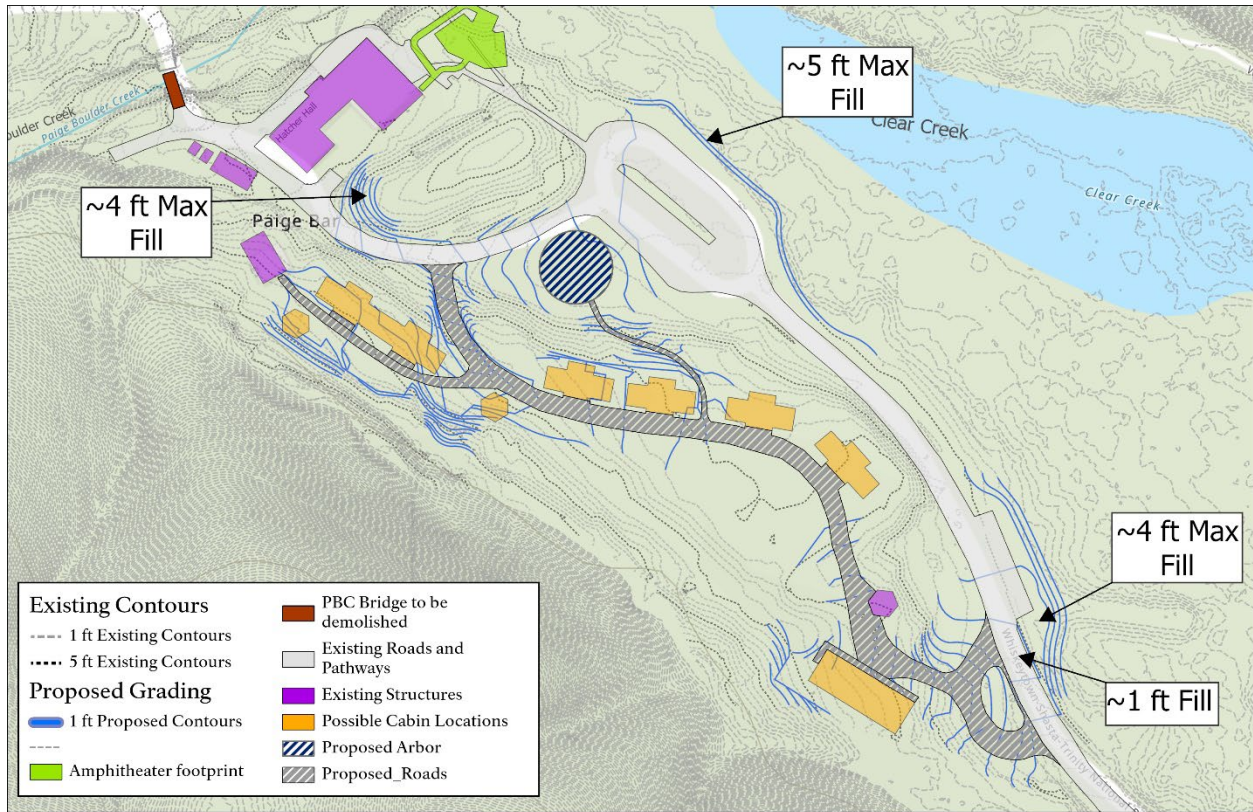 ~5 ft Max
Fill
Clear Creek
Clear Creek
Paige Boulder Creek
oulder Creek
Hatcher Hall
~4 ft Max
Fill
Paige Bar
~4 ft Max
Fill
~1 ft Fill
Existing Contours
1 ft Existing Contours
5 ft Existing Contours
Proposed Grading
1 ft Proposed Contours
Amphitheater footprint
PBC Bridge to be
demolished
Existing Roads and
Pathways
Existing Structures
Possible Cabin Locations
Proposed Arbor
Proposed_Roads